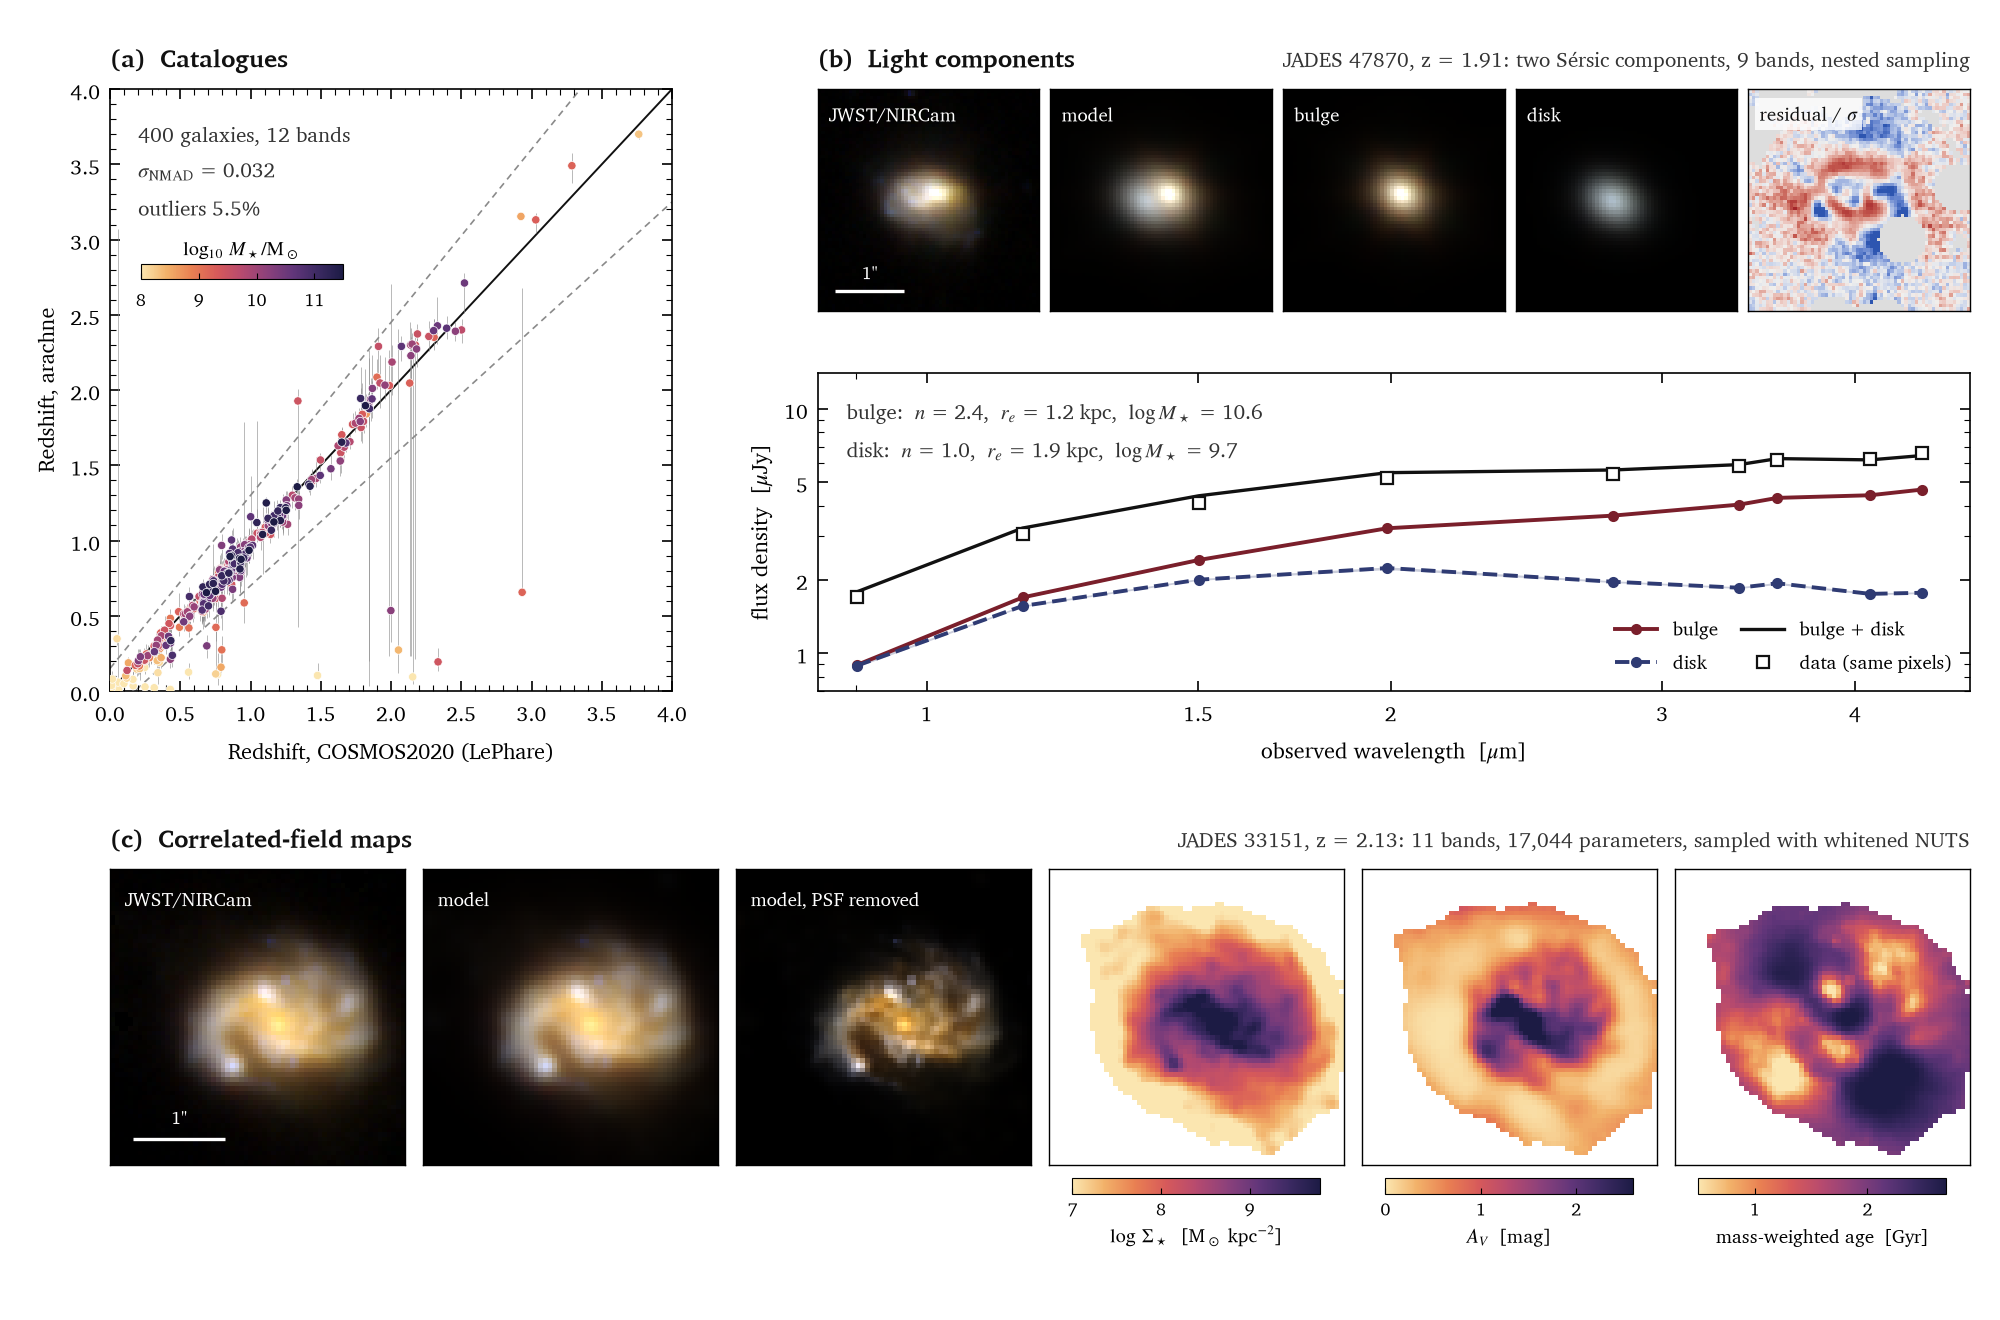 (a) Catalogues
4.0
3.5
3.0
2.5
2.0
1.5
1.0
0.5
0.0
Redshift, arachne
400 galaxies, 12 bands
σNMAD = 0.032
outliers 5.5%
log₁₀ M⋆/M⊙
8 9 10 11
0.0 0.5 1.0 1.5 2.0 2.5 3.0 3.5 4.0
Redshift, COSMOS2020 (LePhare)
(b) Light components
JADES 47870, z = 1.91: two Sérsic components, 9 bands, nested sampling
JWST/NIRCam
1"
model
bulge
disk
residual / σ
flux density [μJy]
10
5
2
1
bulge: n = 2.4, rₑ = 1.2 kpc, log M⋆ = 10.6
disk: n = 1.0, rₑ = 1.9 kpc, log M⋆ = 9.7
bulge
disk
bulge + disk
data (same pixels)
1 1.5 2 3 4
observed wavelength [μm]
(c) Correlated-field maps
JADES 33151, z = 2.13: 11 bands, 17,044 parameters, sampled with whitened NUTS
JWST/NIRCam
1"
model
model, PSF removed
7 8 9
log Σ⋆ [M⊙ kpc⁻²]
0 1 2
A_V [mag]
1 2
mass-weighted age [Gyr]